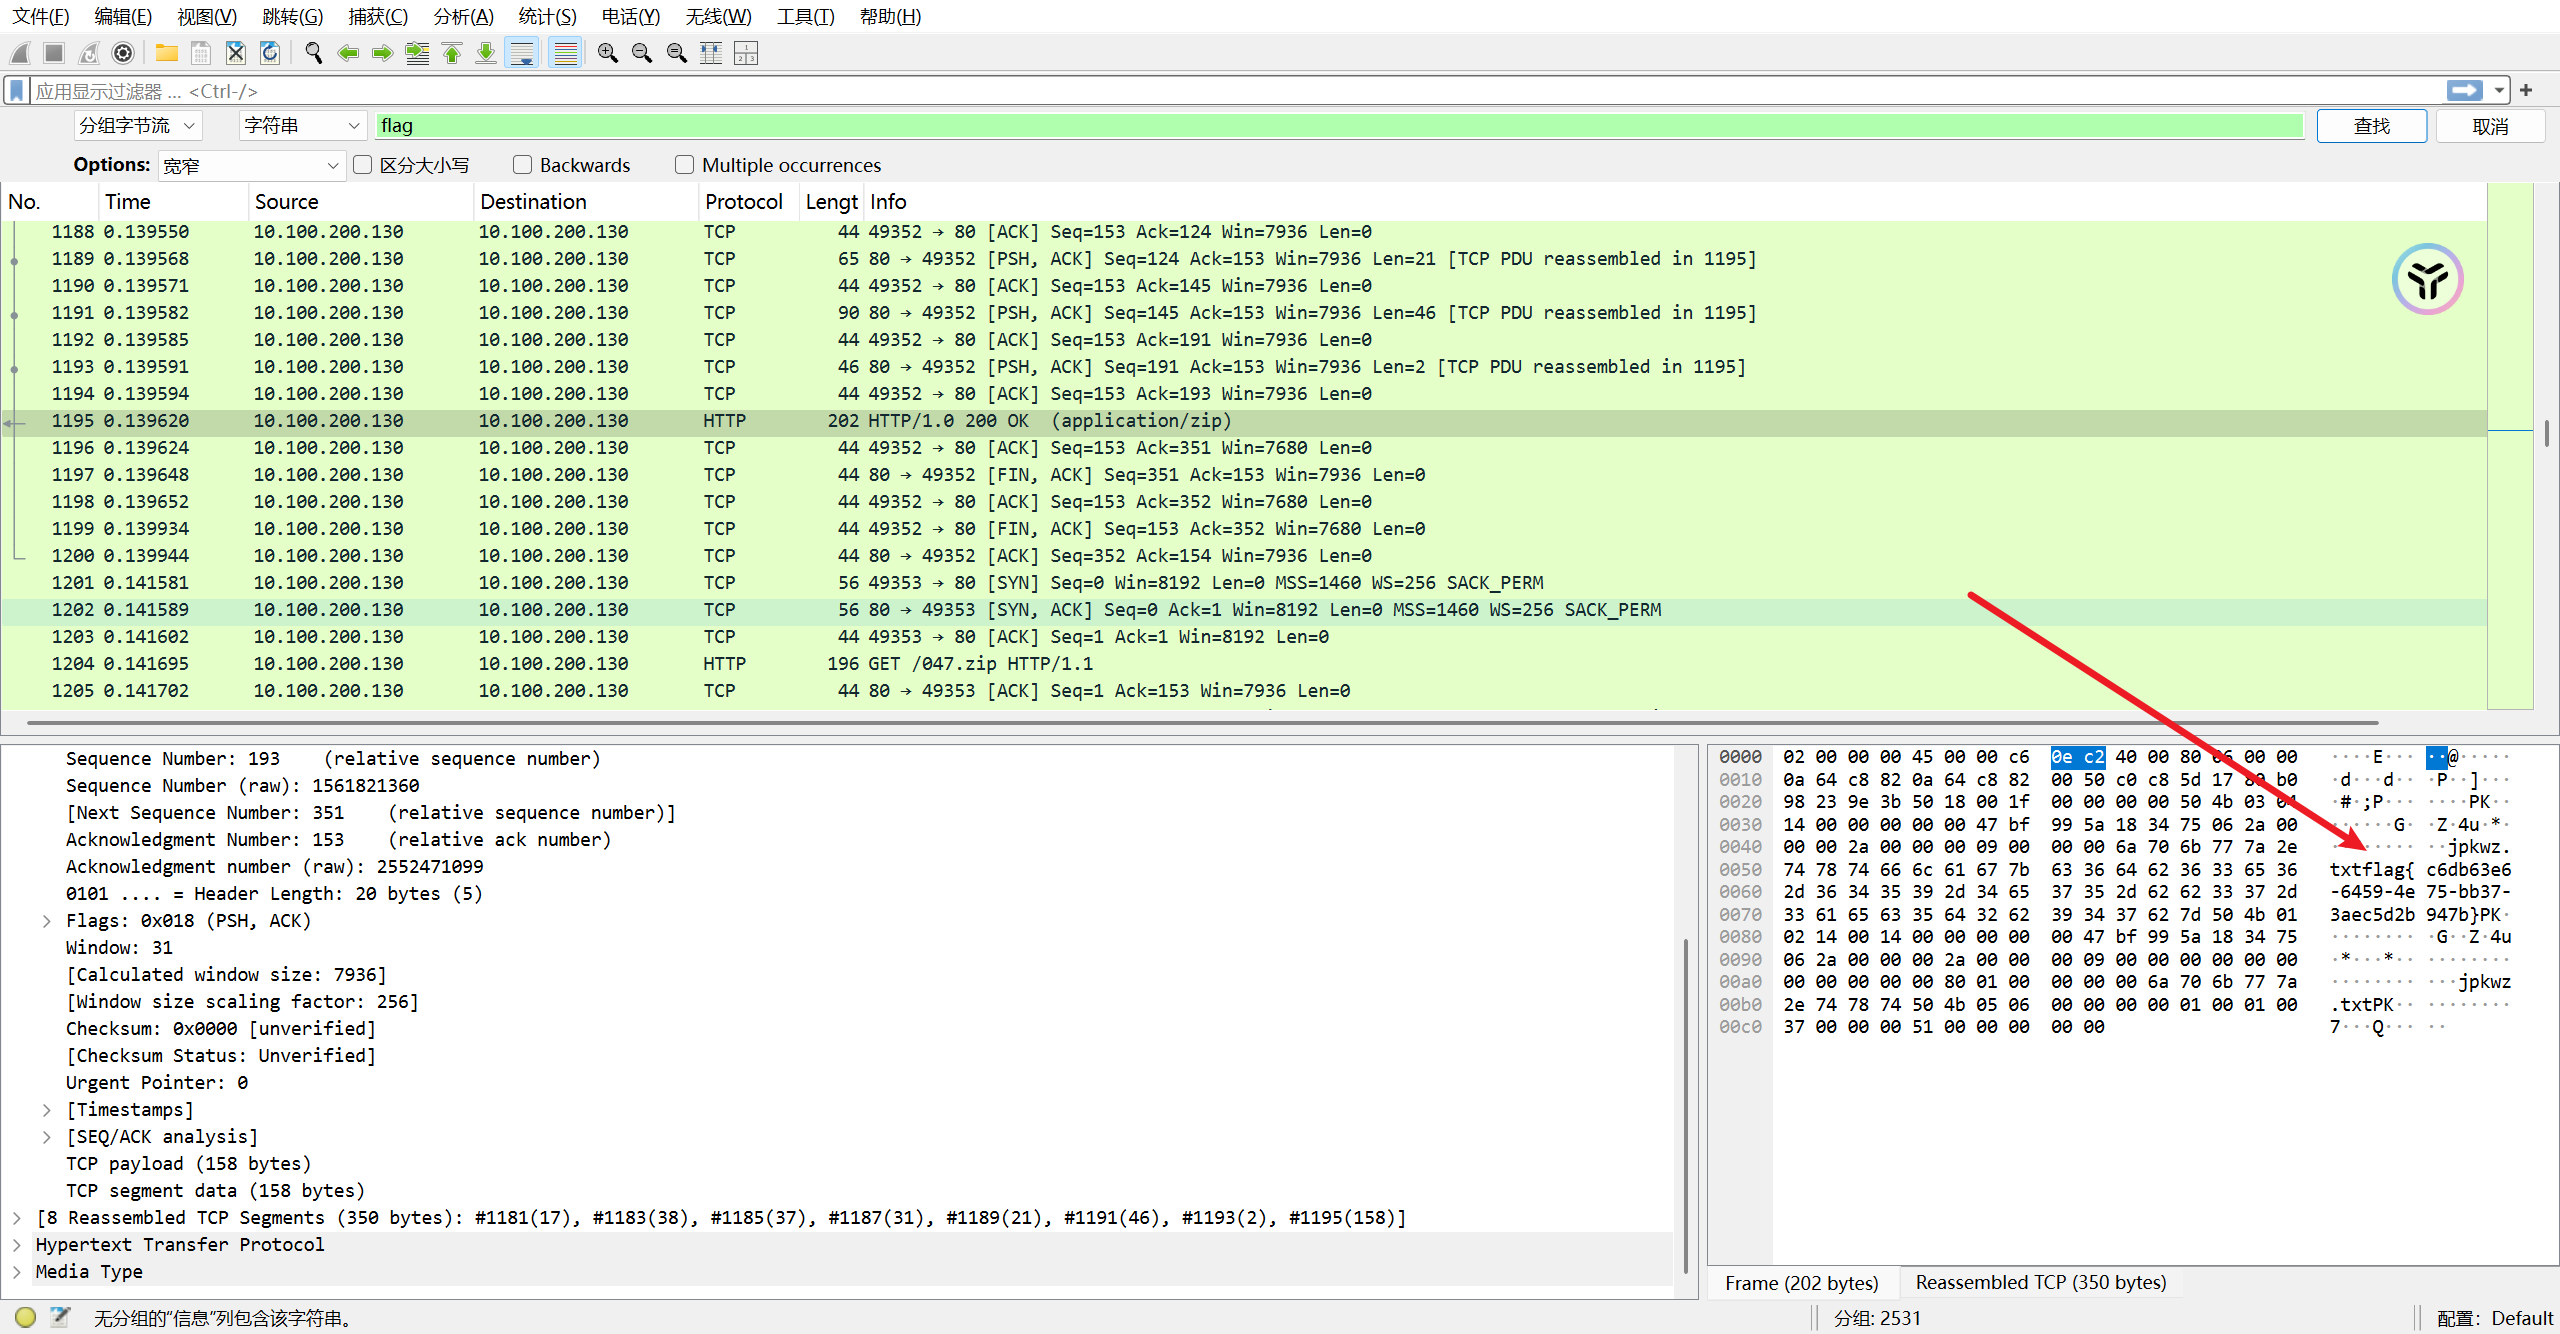 文件(F) 编辑(E) 视图(V) 跳转(G) 捕获(C) 分析(A) 统计(S) 电话(Y) 无线(W) 工具(T) 帮助(H)
应用显示过滤器 … <Ctrl-/>
分组字节流 字符串 flag 查找 取消
Options: 宽窄 区分大小写 Backwards Multiple occurrences
No. Time Source Destination Protocol Lengt Info
1188 0.139550 10.100.200.130 10.100.200.130 TCP 44 49352 → 80 [ACK] Seq=153 Ack=124 Win=7936 Len=0
1189 0.139568 10.100.200.130 10.100.200.130 TCP 65 80 → 49352 [PSH, ACK] Seq=124 Ack=153 Win=7936 Len=21 [TCP PDU reassembled in 1195]
1190 0.139571 10.100.200.130 10.100.200.130 TCP 44 49352 → 80 [ACK] Seq=153 Ack=145 Win=7936 Len=0
1191 0.139582 10.100.200.130 10.100.200.130 TCP 90 80 → 49352 [PSH, ACK] Seq=145 Ack=153 Win=7936 Len=46 [TCP PDU reassembled in 1195]
1192 0.139585 10.100.200.130 10.100.200.130 TCP 44 49352 → 80 [ACK] Seq=153 Ack=191 Win=7936 Len=0
1193 0.139591 10.100.200.130 10.100.200.130 TCP 46 80 → 49352 [PSH, ACK] Seq=191 Ack=153 Win=7936 Len=2 [TCP PDU reassembled in 1195]
1194 0.139594 10.100.200.130 10.100.200.130 TCP 44 49352 → 80 [ACK] Seq=153 Ack=193 Win=7936 Len=0
1195 0.139620 10.100.200.130 10.100.200.130 HTTP 202 HTTP/1.0 200 OK (application/zip)
1196 0.139624 10.100.200.130 10.100.200.130 TCP 44 49352 → 80 [ACK] Seq=153 Ack=351 Win=7680 Len=0
1197 0.139648 10.100.200.130 10.100.200.130 TCP 44 80 → 49352 [FIN, ACK] Seq=351 Ack=153 Win=7936 Len=0
1198 0.139652 10.100.200.130 10.100.200.130 TCP 44 49352 → 80 [ACK] Seq=153 Ack=352 Win=7680 Len=0
1199 0.139934 10.100.200.130 10.100.200.130 TCP 44 49352 → 80 [FIN, ACK] Seq=153 Ack=352 Win=7680 Len=0
1200 0.139944 10.100.200.130 10.100.200.130 TCP 44 80 → 49352 [ACK] Seq=352 Ack=154 Win=7936 Len=0
1201 0.141581 10.100.200.130 10.100.200.130 TCP 56 49353 → 80 [SYN] Seq=0 Win=8192 Len=0 MSS=1460 WS=256 SACK_PERM
1202 0.141589 10.100.200.130 10.100.200.130 TCP 56 80 → 49353 [SYN, ACK] Seq=0 Ack=1 Win=8192 Len=0 MSS=1460 WS=256 SACK_PERM
1203 0.141602 10.100.200.130 10.100.200.130 TCP 44 49353 → 80 [ACK] Seq=1 Ack=1 Win=8192 Len=0
1204 0.141695 10.100.200.130 10.100.200.130 HTTP 196 GET /047.zip HTTP/1.1
1205 0.141702 10.100.200.130 10.100.200.130 TCP 44 80 → 49353 [ACK] Seq=1 Ack=153 Win=7936 Len=0
Sequence Number: 193 (relative sequence number)
Sequence Number (raw): 1561821360
[Next Sequence Number: 351 (relative sequence number)]
Acknowledgment Number: 153 (relative ack number)
Acknowledgment number (raw): 2552471099
0101 .... = Header Length: 20 bytes (5)
Flags: 0x018 (PSH, ACK)
Window: 31
[Calculated window size: 7936]
[Window size scaling factor: 256]
Checksum: 0x0000 [unverified]
[Checksum Status: Unverified]
Urgent Pointer: 0
[Timestamps]
[SEQ/ACK analysis]
TCP payload (158 bytes)
TCP segment data (158 bytes)
[8 Reassembled TCP Segments (350 bytes): #1181(17), #1183(38), #1185(37), #1187(31), #1189(21), #1191(46), #1193(2), #1195(158)]
Hypertext Transfer Protocol
Media Type
0000 02 00 00 00 45 00 00 c6 0e c2 40 00 80 06 00 00 ····E··· ··@·····
0010 0a 64 c8 82 0a 64 c8 82 00 50 c0 c8 5d 17 80 b0 ·d···d·· ·P··]···
0020 98 23 9e 3b 50 18 00 1f 00 00 00 00 50 4b 03 04 ·#·;P··· ····PK··
0030 14 00 00 00 00 00 47 bf 99 5a 18 34 75 06 2a 00 ······G· ·Z·4u·*·
0040 00 00 2a 00 00 00 09 00 00 00 6a 70 6b 77 7a 2e ··*····· ··jpkwz.
0050 74 78 74 66 6c 61 67 7b 63 36 64 62 36 33 65 36 txtflag{ c6db63e6
0060 2d 36 34 35 39 2d 34 65 37 35 2d 62 62 33 37 2d -6459-4e 75-bb37-
0070 33 61 65 63 35 64 32 62 39 34 37 62 7d 50 4b 01 3aec5d2b 947b}PK·
0080 02 14 00 14 00 00 00 00 00 47 bf 99 5a 18 34 75 ········ ·G··Z·4u
0090 06 2a 00 00 00 2a 00 00 00 09 00 00 00 00 00 00 ·*···*·· ········
00a0 00 00 00 00 00 80 01 00 00 00 00 6a 70 6b 77 7a ········ ···jpkwz
00b0 2e 74 78 74 50 4b 05 06 00 00 00 00 01 00 01 00 .txtPK·· ········
00c0 37 00 00 00 51 00 00 00 00 00 7···Q··· ··
Frame (202 bytes) Reassembled TCP (350 bytes)
无分组的“信息”列包含该字符串。 分组: 2531 配置： Default